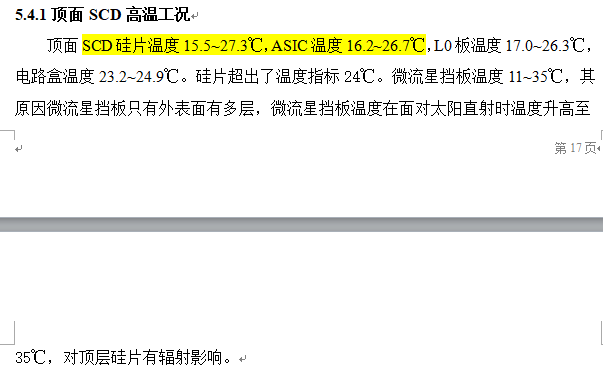 5.4.1 顶面 SCD 高温工况
顶面 SCD 硅片温度 15.5~27.3℃，ASIC 温度 16.2~26.7℃，L0 板温度 17.0~26.3℃，
电路盒温度 23.2~24.9℃。硅片超出了温度指标 24℃。微流星挡板温度 11~35℃，其
原因微流星挡板只有外表面有多层，微流星挡板温度在面对太阳直射时温度升高至
第 17 页
35℃，对顶层硅片有辐射影响。